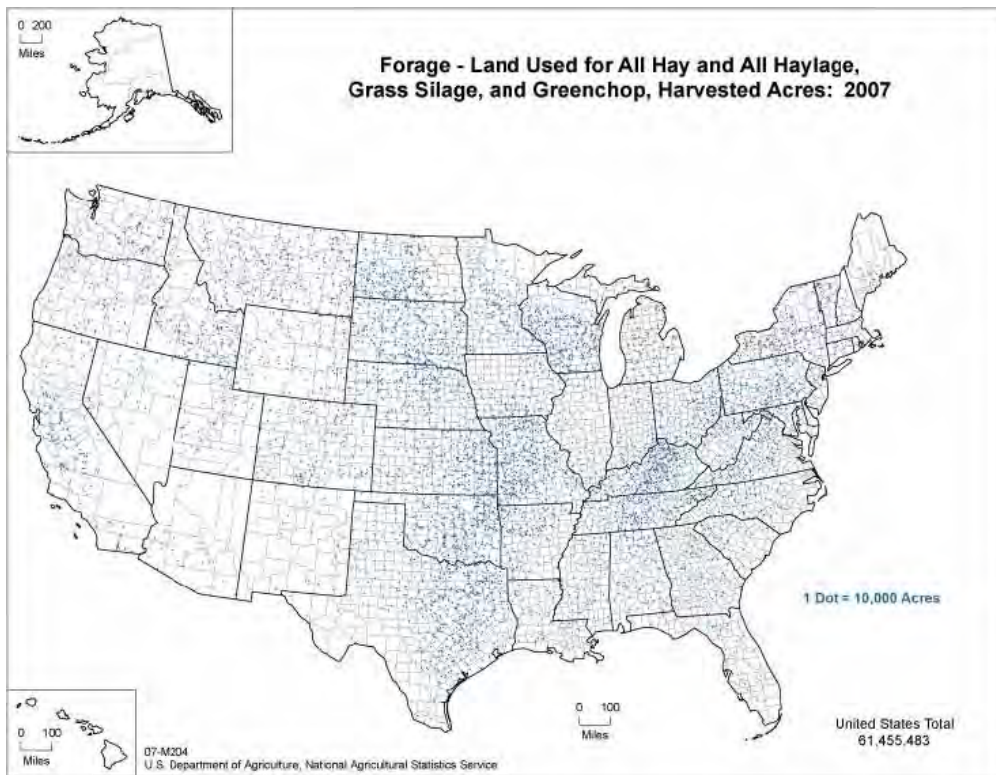 0 200
Miles
Forage - Land Used for All Hay and All Haylage,
Grass Silage, and Greenchop, Harvested Acres: 2007
1 Dot = 10,000 Acres
0 100
Miles
0 100
Miles
07-M204
U.S. Department of Agriculture, National Agricultural Statistics Service
United States Total
61,455,483